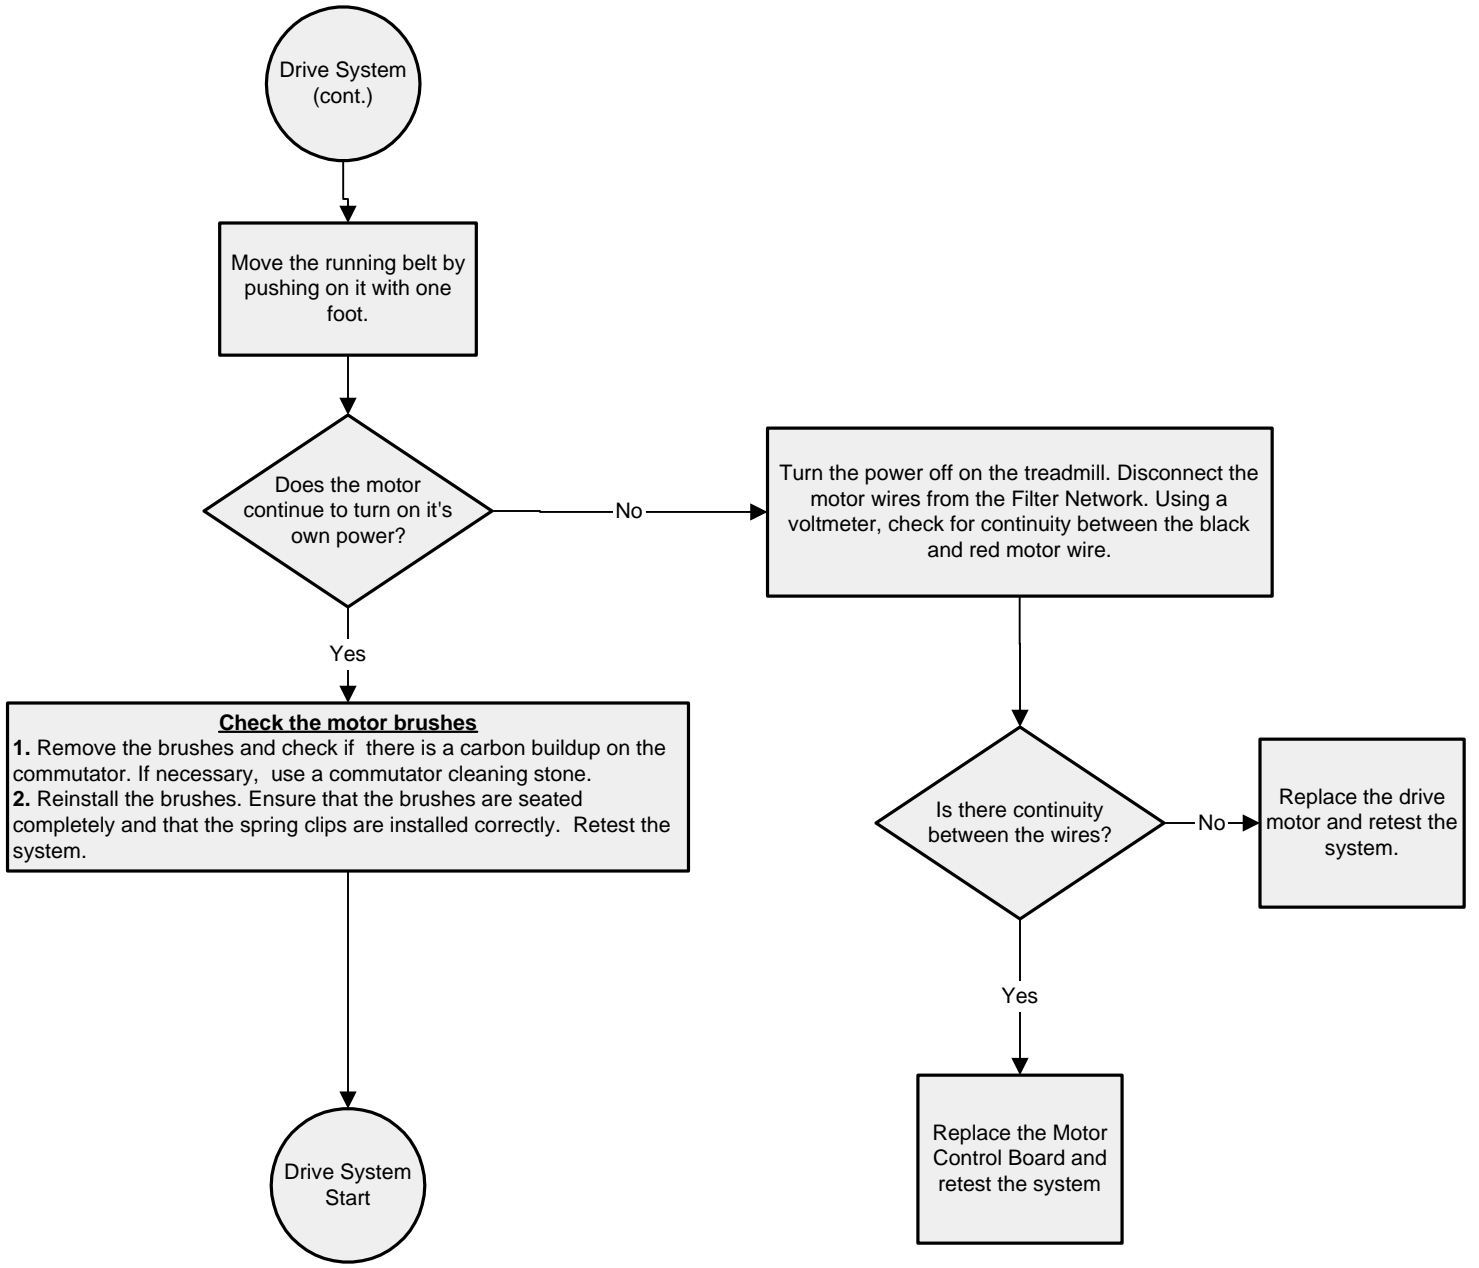 Drive System
(cont.)
Move the running belt by
pushing on it with one
foot.
Does the motor
continue to turn on it's
own power?
No
Turn the power off on the treadmill. Disconnect the
motor wires from the Filter Network. Using a
voltmeter, check for continuity between the black
and red motor wire.
Yes
Check the motor brushes
1. Remove the brushes and check if  there is a carbon buildup on the
commutator. If necessary,  use a commutator cleaning stone.
2. Reinstall the brushes. Ensure that the brushes are seated
completely and that the spring clips are installed correctly.  Retest the
system.
Is there continuity
between the wires?
No
Replace the drive
motor and retest the
system.
Yes
Replace the Motor
Control Board and
retest the system
Drive System
Start